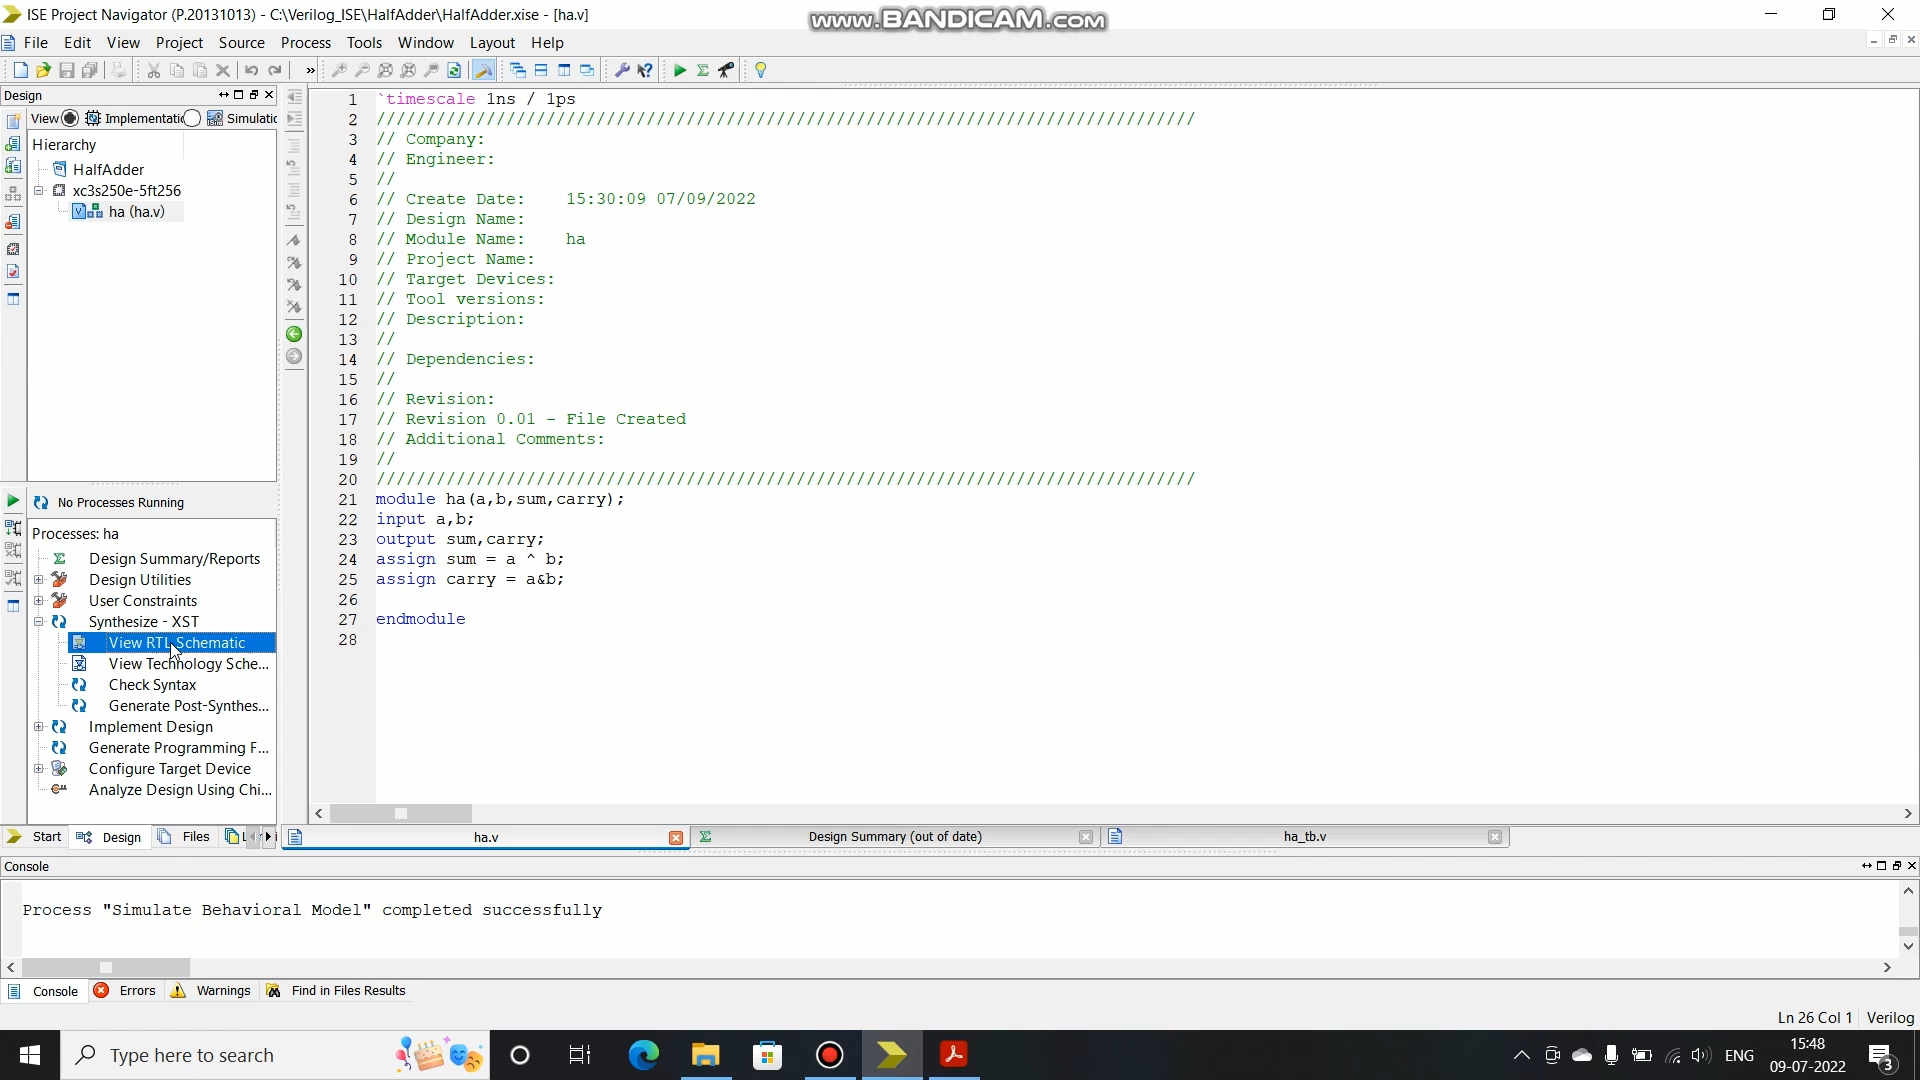 ISE Project Navigator (P.20131013) - C:\Verilog_ISE\HalfAdder\HalfAdder.xise - [ha.v]
www.BANDICAM.com
File Edit View Project Source Process Tools Window Layout Help
Design
View Implementatic Simulatic
Hierarchy
HalfAdder
xc3s250e-5ft256
ha (ha.v)
No Processes Running
Processes: ha
Design Summary/Reports
Design Utilities
User Constraints
Synthesize - XST
View RTL Schematic
View Technology Sche...
Check Syntax
Generate Post-Synthes...
Implement Design
Generate Programming F...
Configure Target Device
Analyze Design Using Chi...
Start Design Files
1 `timescale 1ns / 1ps
2 //////////////////////////////////////////////////////////////////////////////////
3 // Company:
4 // Engineer:
5 //
6 // Create Date:    15:30:09 07/09/2022
7 // Design Name:
8 // Module Name:    ha
9 // Project Name:
10 // Target Devices:
11 // Tool versions:
12 // Description:
13 //
14 // Dependencies:
15 //
16 // Revision:
17 // Revision 0.01 - File Created
18 // Additional Comments:
19 //
20 //////////////////////////////////////////////////////////////////////////////////
21 module ha(a,b,sum,carry);
22 input a,b;
23 output sum,carry;
24 assign sum = a ^ b;
25 assign carry = a&b;
26
27 endmodule
28
ha.v Design Summary (out of date) ha_tb.v
Console
Process "Simulate Behavioral Model" completed successfully
Console Errors Warnings Find in Files Results
Ln 26 Col 1 Verilog
Type here to search
ENG
15:48
09-07-2022
3